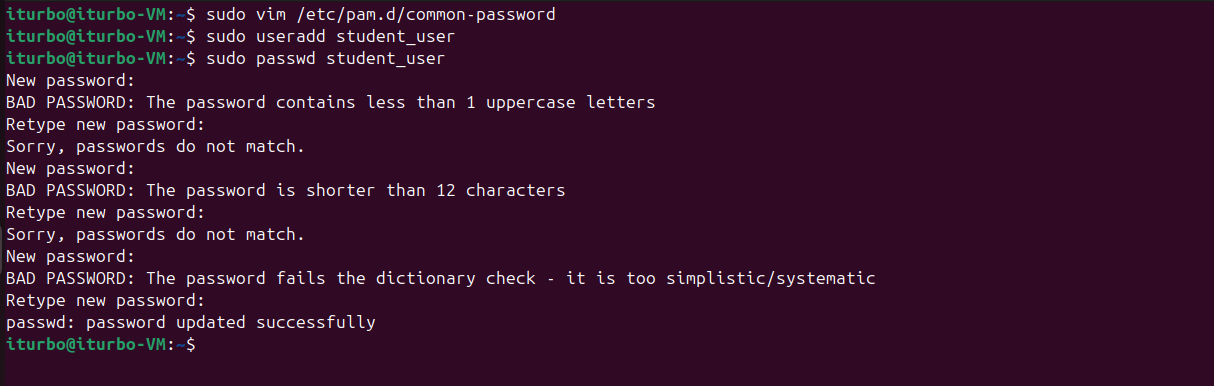 iturbo@iturbo-VM:~$ sudo vim /etc/pam.d/common-password
iturbo@iturbo-VM:~$ sudo useradd student_user
iturbo@iturbo-VM:~$ sudo passwd student_user
New password:
BAD PASSWORD: The password contains less than 1 uppercase letters
Retype new password:
Sorry, passwords do not match.
New password:
BAD PASSWORD: The password is shorter than 12 characters
Retype new password:
Sorry, passwords do not match.
New password:
BAD PASSWORD: The password fails the dictionary check - it is too simplistic/systematic
Retype new password:
passwd: password updated successfully
iturbo@iturbo-VM:~$